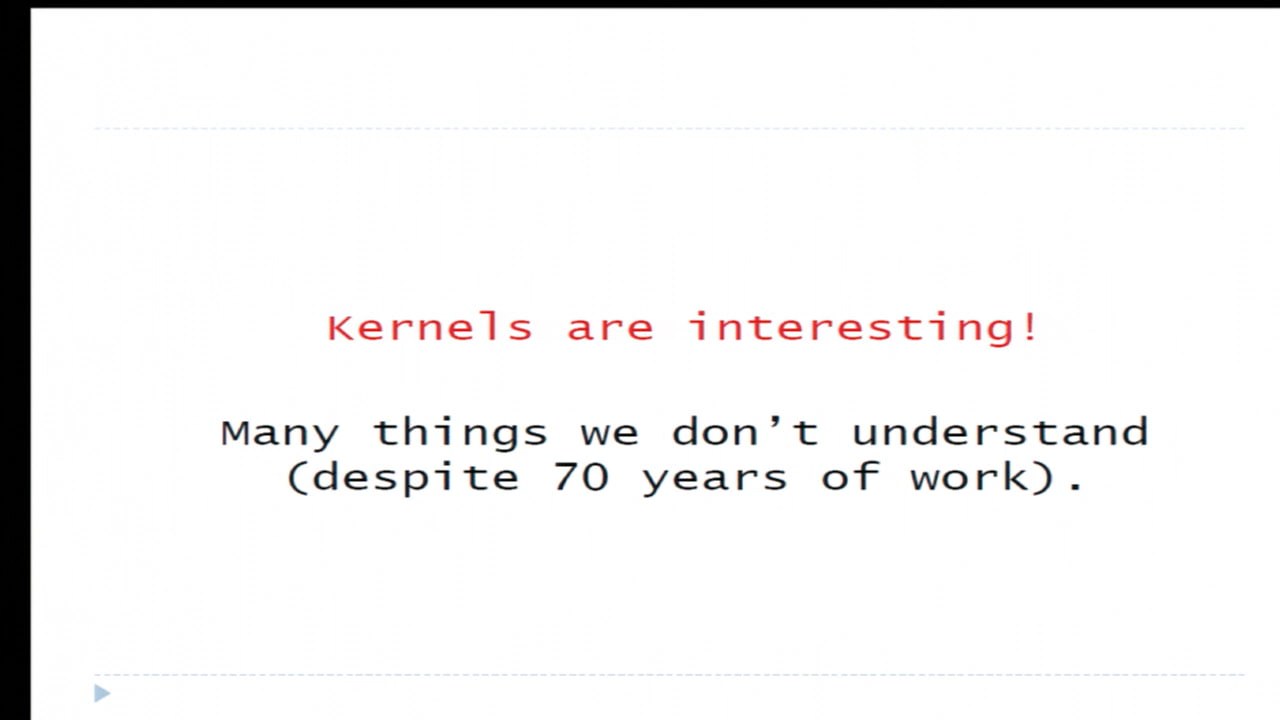 Kernels are interesting!
Many things we don’t understand
(despite 70 years of work).